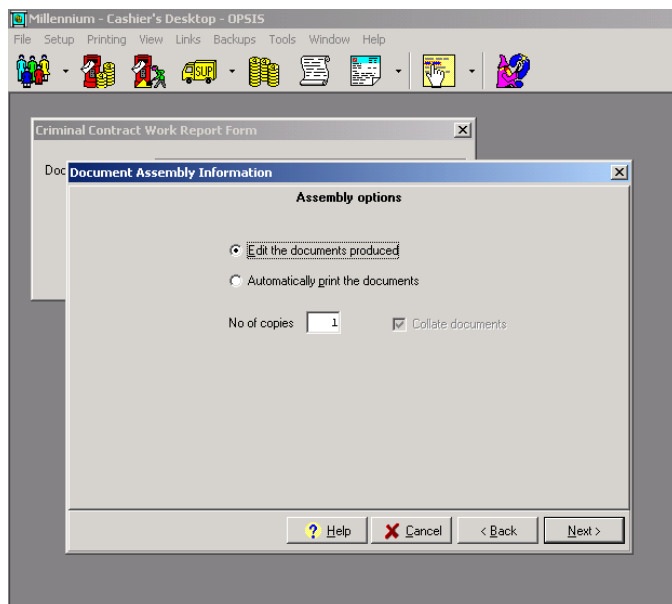 Millennium - Cashier's Desktop - OPSIS
File Setup Printing View Links Backups Tools Window Help
SUP
Criminal Contract Work Report Form
Doc
Document Assembly Information
Assembly options
Edit the documents produced
Automatically print the documents
No of copies 1 Collate documents
? Help Cancel < Back Next >